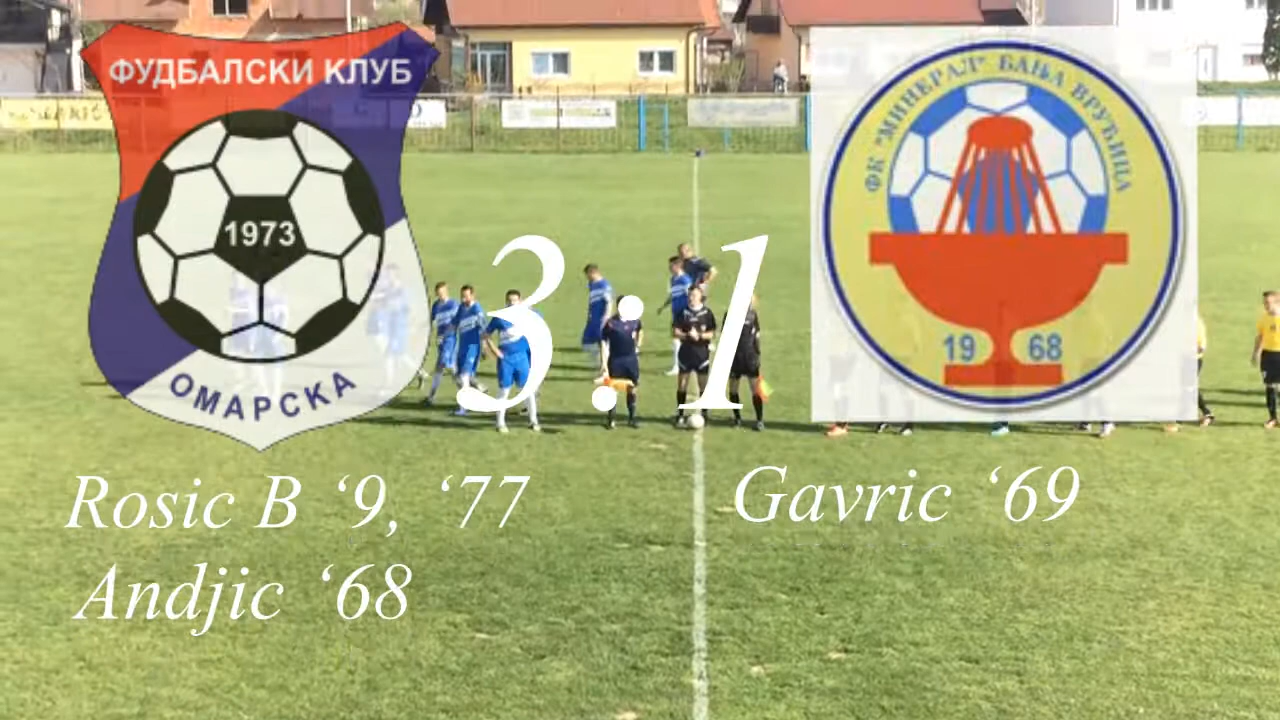 ФУДБАЛСКИ КЛУБ
1973
ОМАРСКА
ФК "МИНЕРАЛ" БАЊА ВРУЋИЦА
19 68
3:1
Rosic B ‘9, ‘77
Andjic ‘68
Gavric ‘69